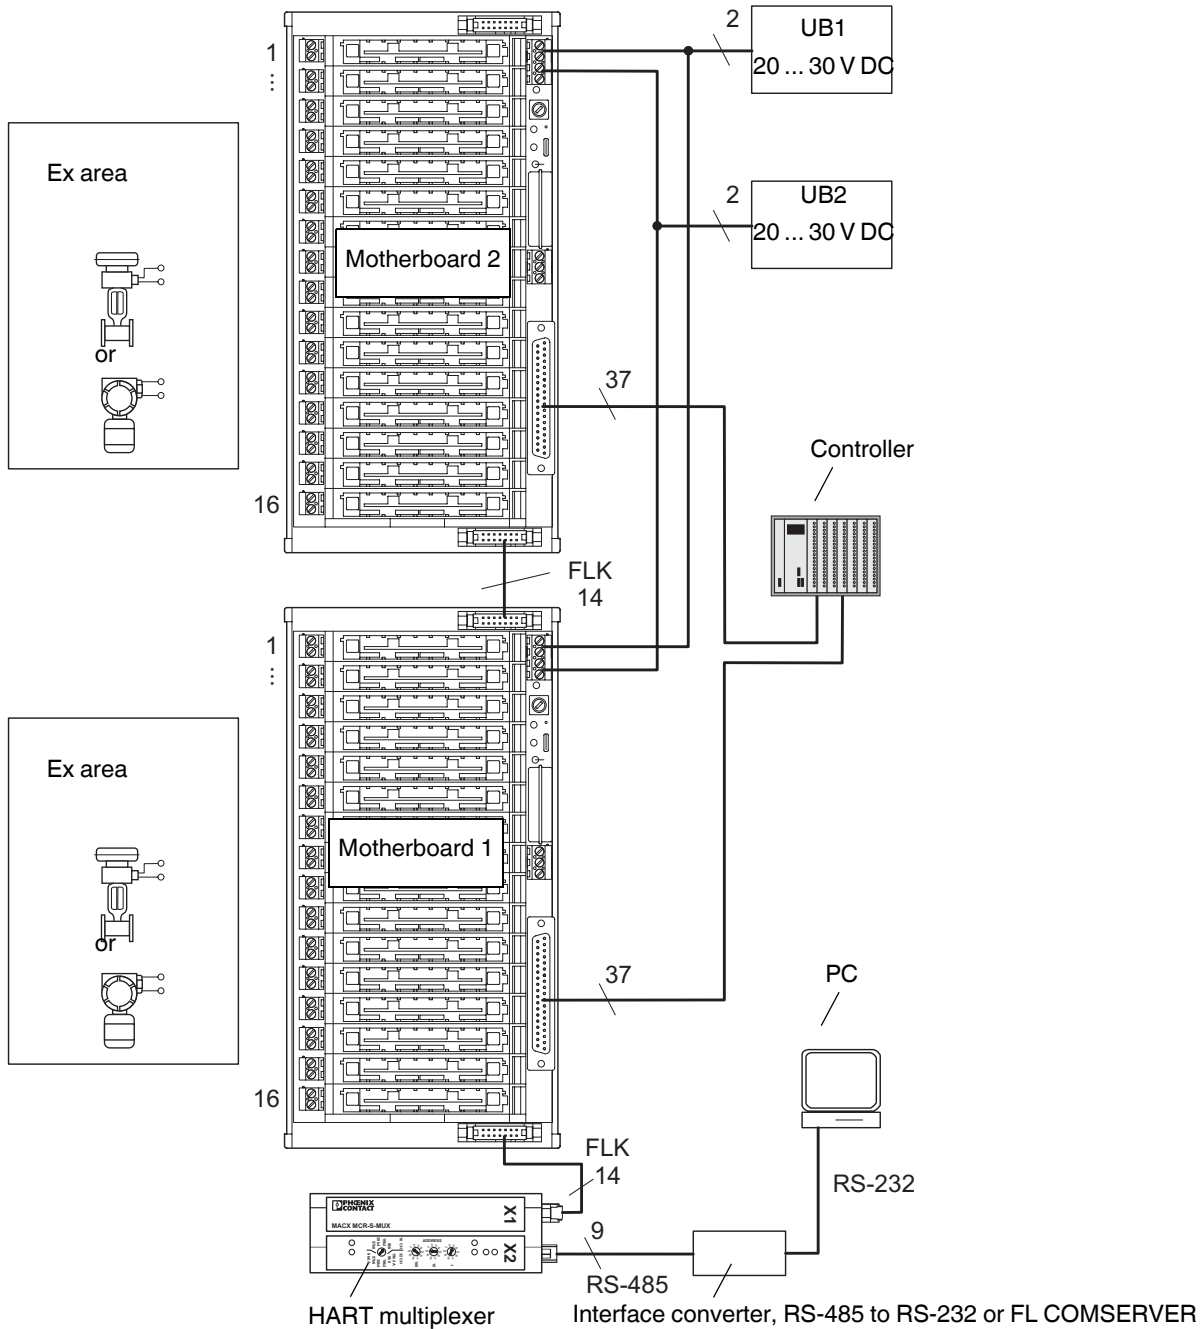 1
...
2
UB1
20 ... 30 V DC
Ex area
2
UB2
20 ... 30 V DC
Motherboard 2
or
37
Controller
16
FLK
14
1
...
Ex area
Motherboard 1
or
37
PC
16
FLK
14
RS-232
PHŒNIX
CONTACT
X1
MACX MCR-S-MUX
9
ADDRESS
X2
RS-485
HART multiplexer
Interface converter, RS-485 to RS-232 or FL COMSERVER